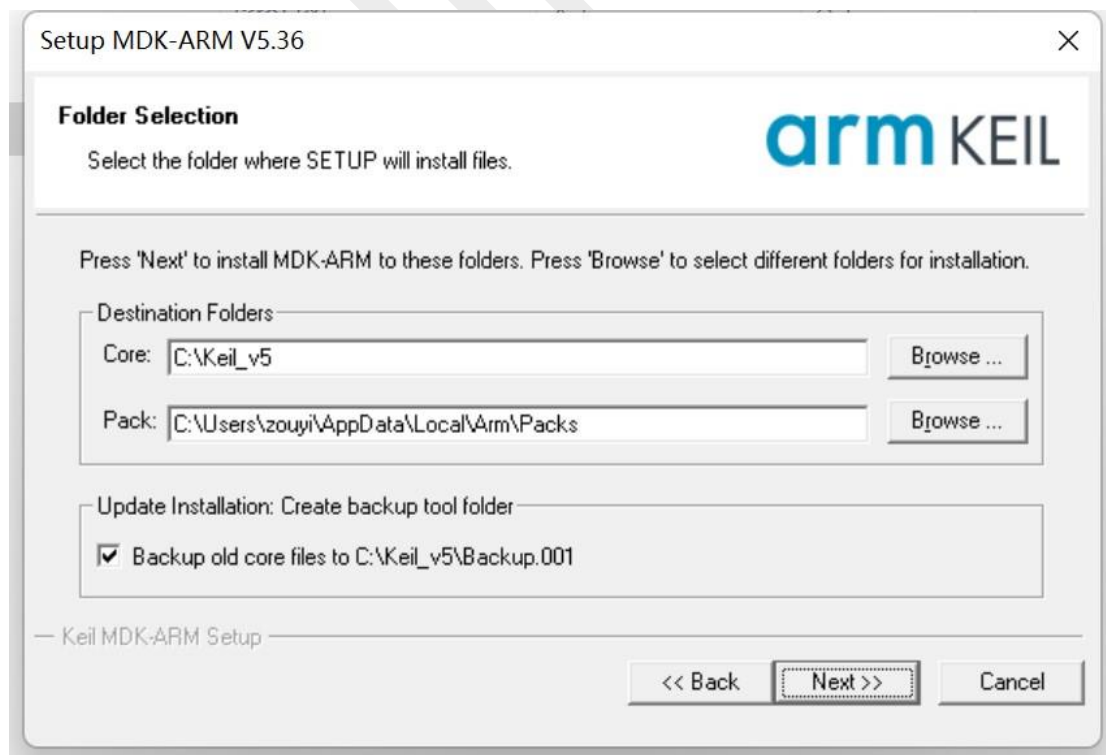 Setup MDK-ARM V5.36
Folder Selection
Select the folder where SETUP will install files.
arm KEIL
Press 'Next' to install MDK-ARM to these folders. Press 'Browse' to select different folders for installation.
Destination Folders
Core: C:\Keil_v5 Browse ...
Pack: C:\Users\zouyi\AppData\Local\Arm\Packs Browse ...
Update Installation: Create backup tool folder
Backup old core files to C:\Keil_v5\Backup.001
Keil MDK-ARM Setup
<< Back Next >> Cancel